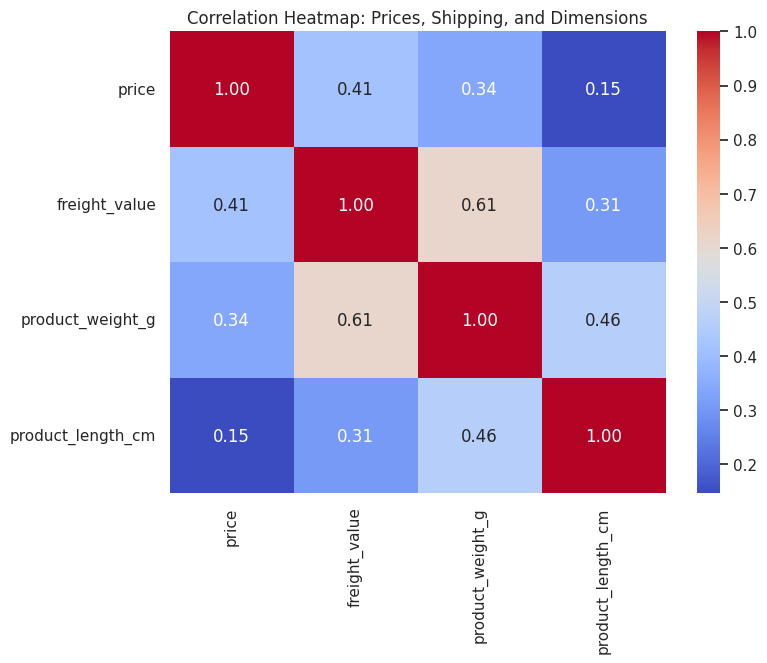 Correlation Heatmap: Prices, Shipping, and Dimensions
price
1.00
0.41
0.34
0.15
freight_value
0.41
1.00
0.61
0.31
product_weight_g
0.34
0.61
1.00
0.46
product_length_cm
0.15
0.31
0.46
1.00
price
freight_value
product_weight_g
product_length_cm
1.0
0.9
0.8
0.7
0.6
0.5
0.4
0.3
0.2